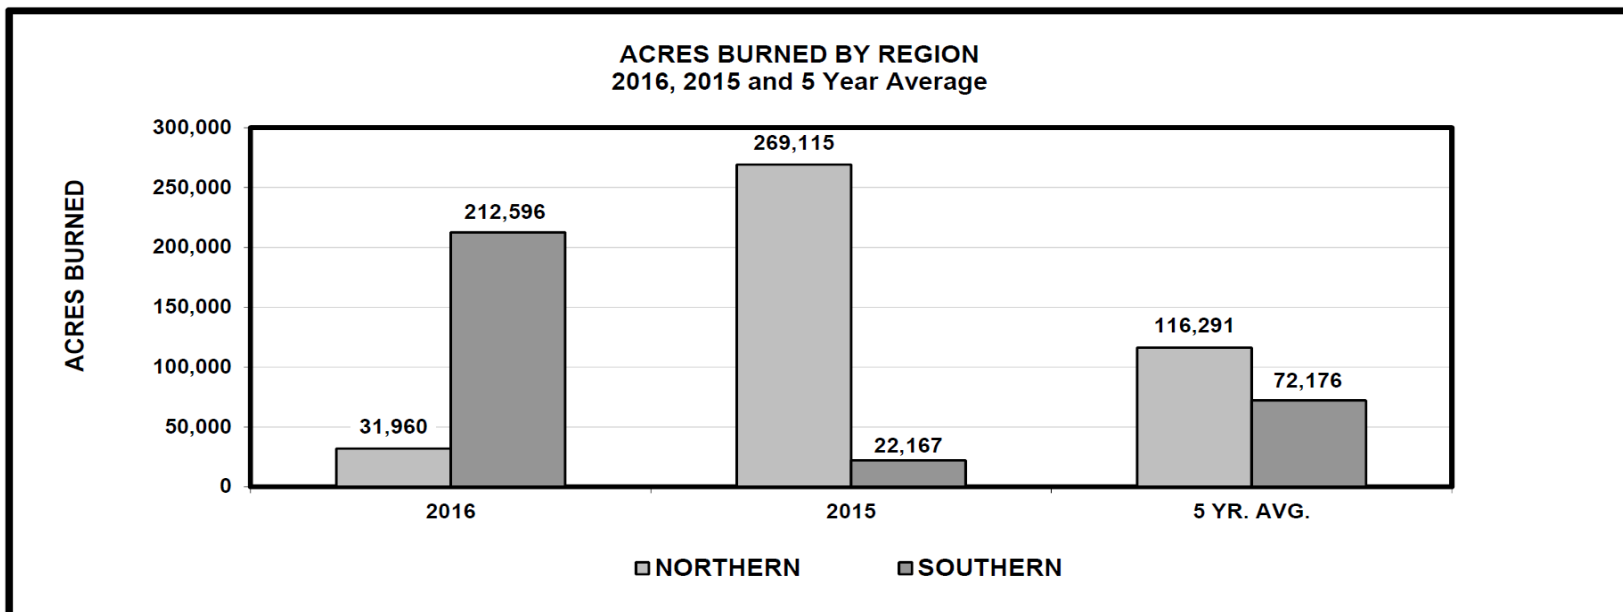 ACRES BURNED BY REGION
2016, 2015 and 5 Year Average
ACRES BURNED
300,000
250,000
200,000
150,000
100,000
50,000
0
31,960
212,596
269,115
22,167
116,291
72,176
2016
2015
5 YR. AVG.
NORTHERN
SOUTHERN